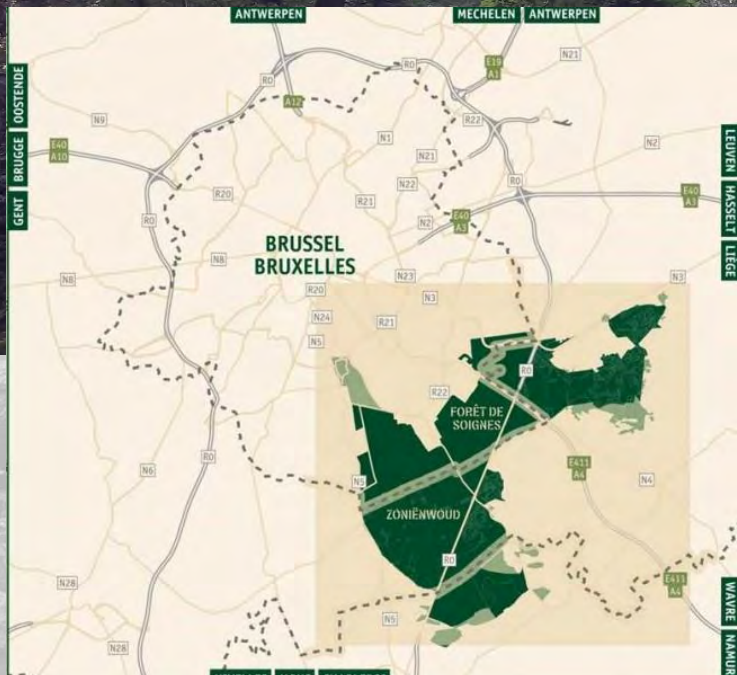 ANTWERPEN
MECHELEN ANTWERPEN
GENT BRUGGE OOSTENDE
LEUVEN HASSELT LIEGE
WAVRE NAMUR
R0
R0
N21
E19
A1
R0
A12
N9
R22
N1
N2
E40
A10
N21
R0
N22
R20
R21
E40
A3
N2
E40
A3
R0
BRUSSEL
BRUXELLES
N8
N8
N23
N3
R20
N3
N24
R21
N5
R0
R22
FORÊT DE
SOIGNES
R0
N6
E411
A4
N4
N5
ZONIËNWOUD
R0
E411
A4
N28
N5
N28